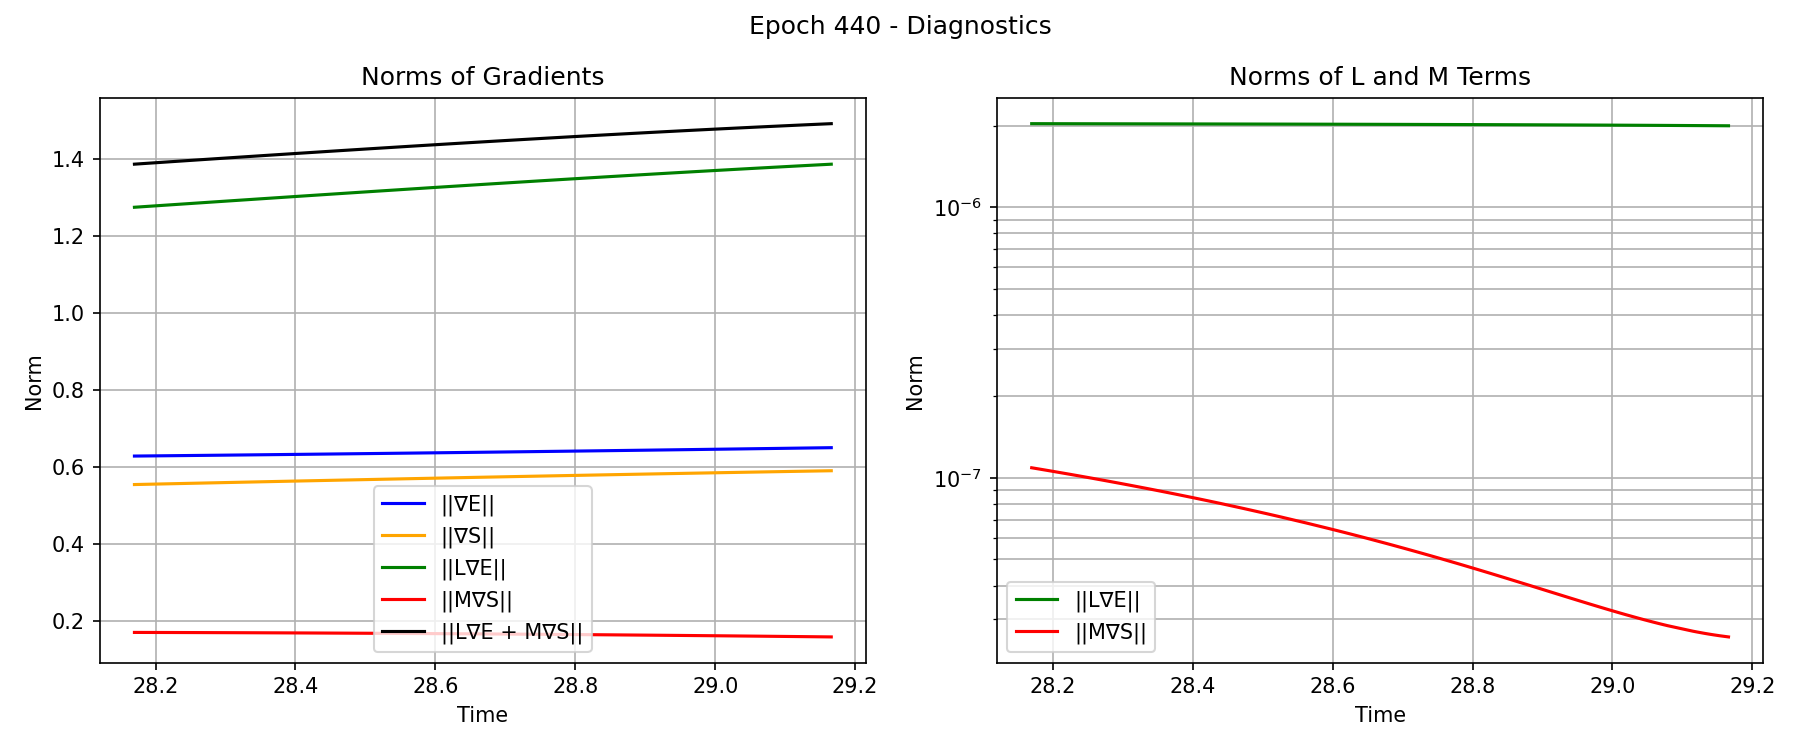 Epoch 440 - Diagnostics
Norms of Gradients
Norm
1.4
1.2
1.0
0.8
0.6
0.4
0.2
||∇E||
||∇S||
||L∇E||
||M∇S||
||L∇E + M∇S||
28.2 28.4 28.6 28.8 29.0 29.2
Time
Norms of L and M Terms
Norm
10⁻⁶
10⁻⁷
||L∇E||
||M∇S||
28.2 28.4 28.6 28.8 29.0 29.2
Time